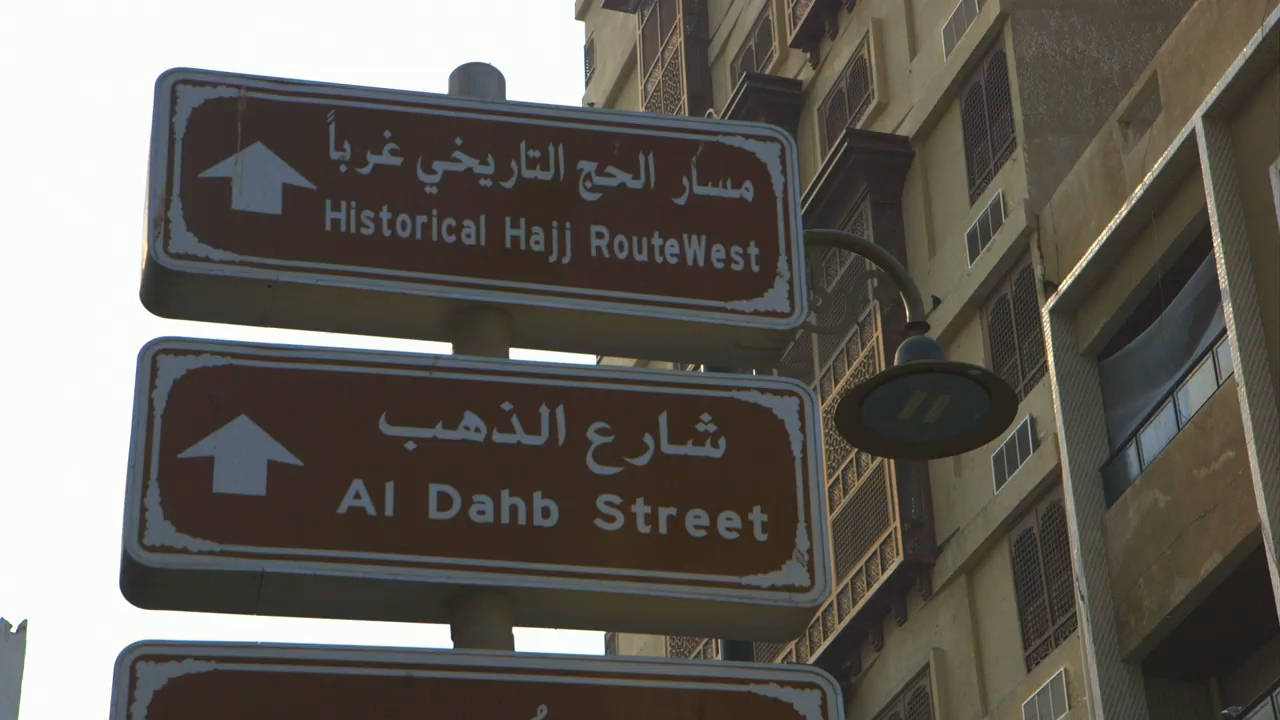 مسار الحج التاريخي غرباً
Historical Hajj RouteWest
شارع الذهب
Al Dahb Street